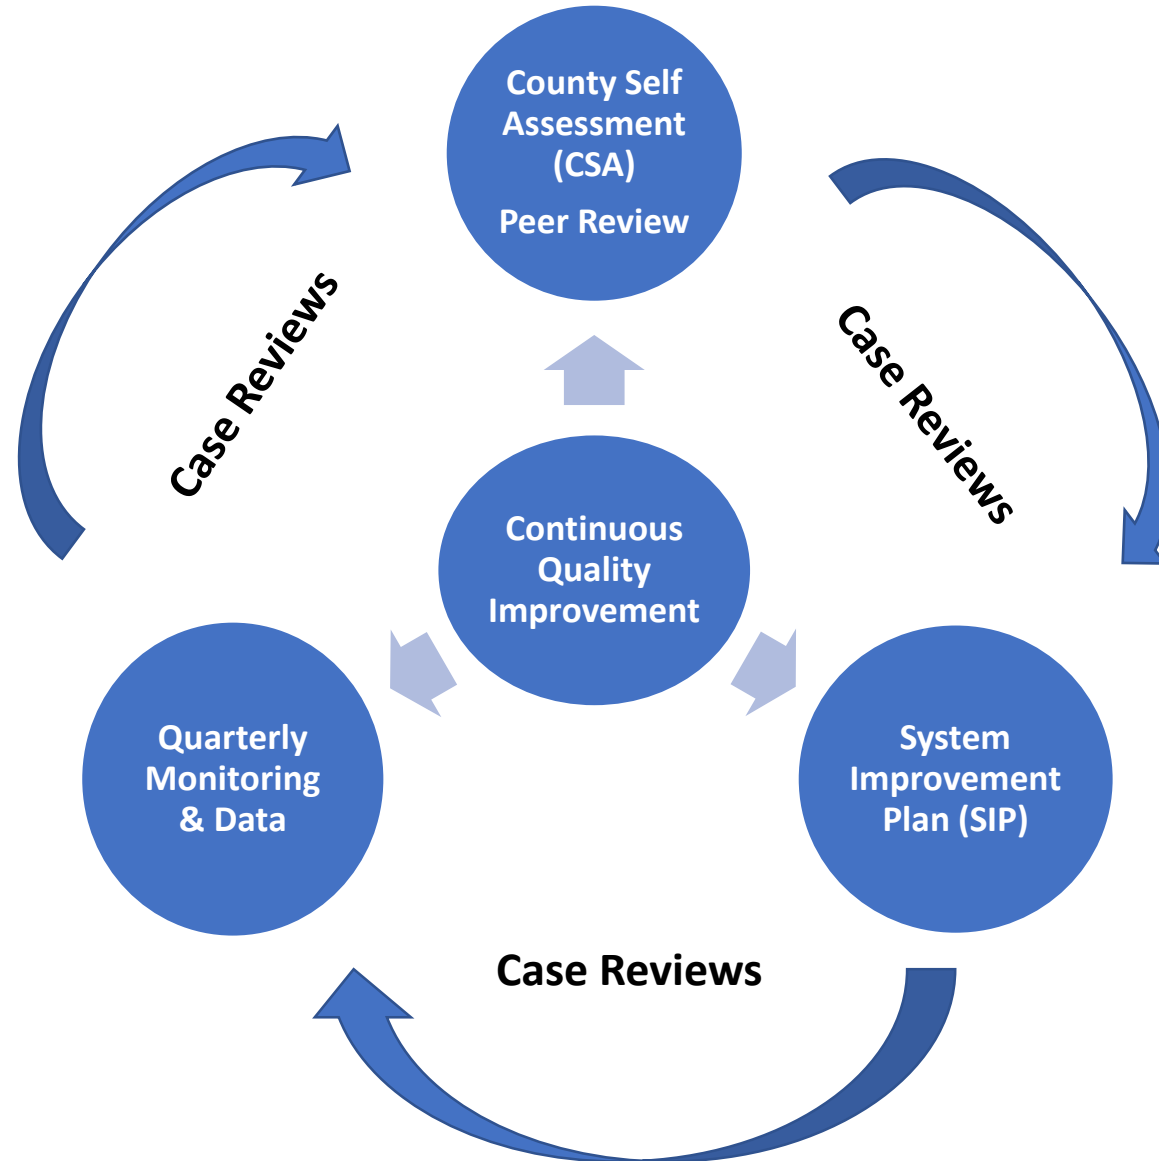 County Self
Assessment
(CSA)
Peer Review
Case Reviews
Case Reviews
Continuous
Quality
Improvement
Quarterly
Monitoring
& Data
System
Improvement
Plan (SIP)
Case Reviews